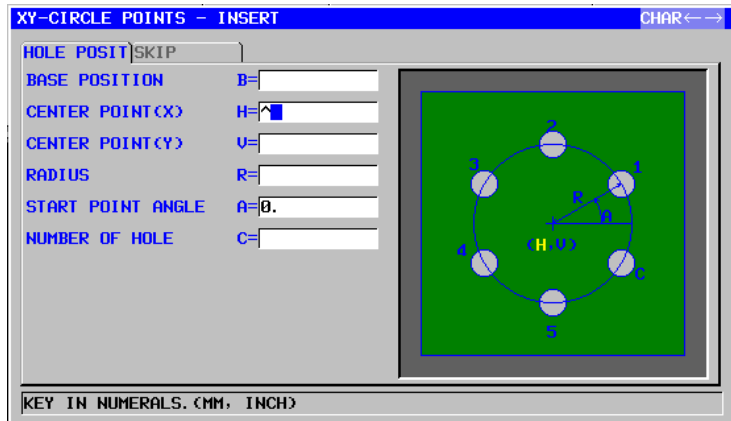 XY-CIRCLE POINTS - INSERT CHAR←→
HOLE POSIT SKIP
BASE POSITION B=
CENTER POINT(X) H=^
CENTER POINT(Y) V=
RADIUS R=
START POINT ANGLE A=0.
NUMBER OF HOLE C=
2
3 1
R
A
(H,V)
4 C
5
KEY IN NUMERALS.(MM, INCH)